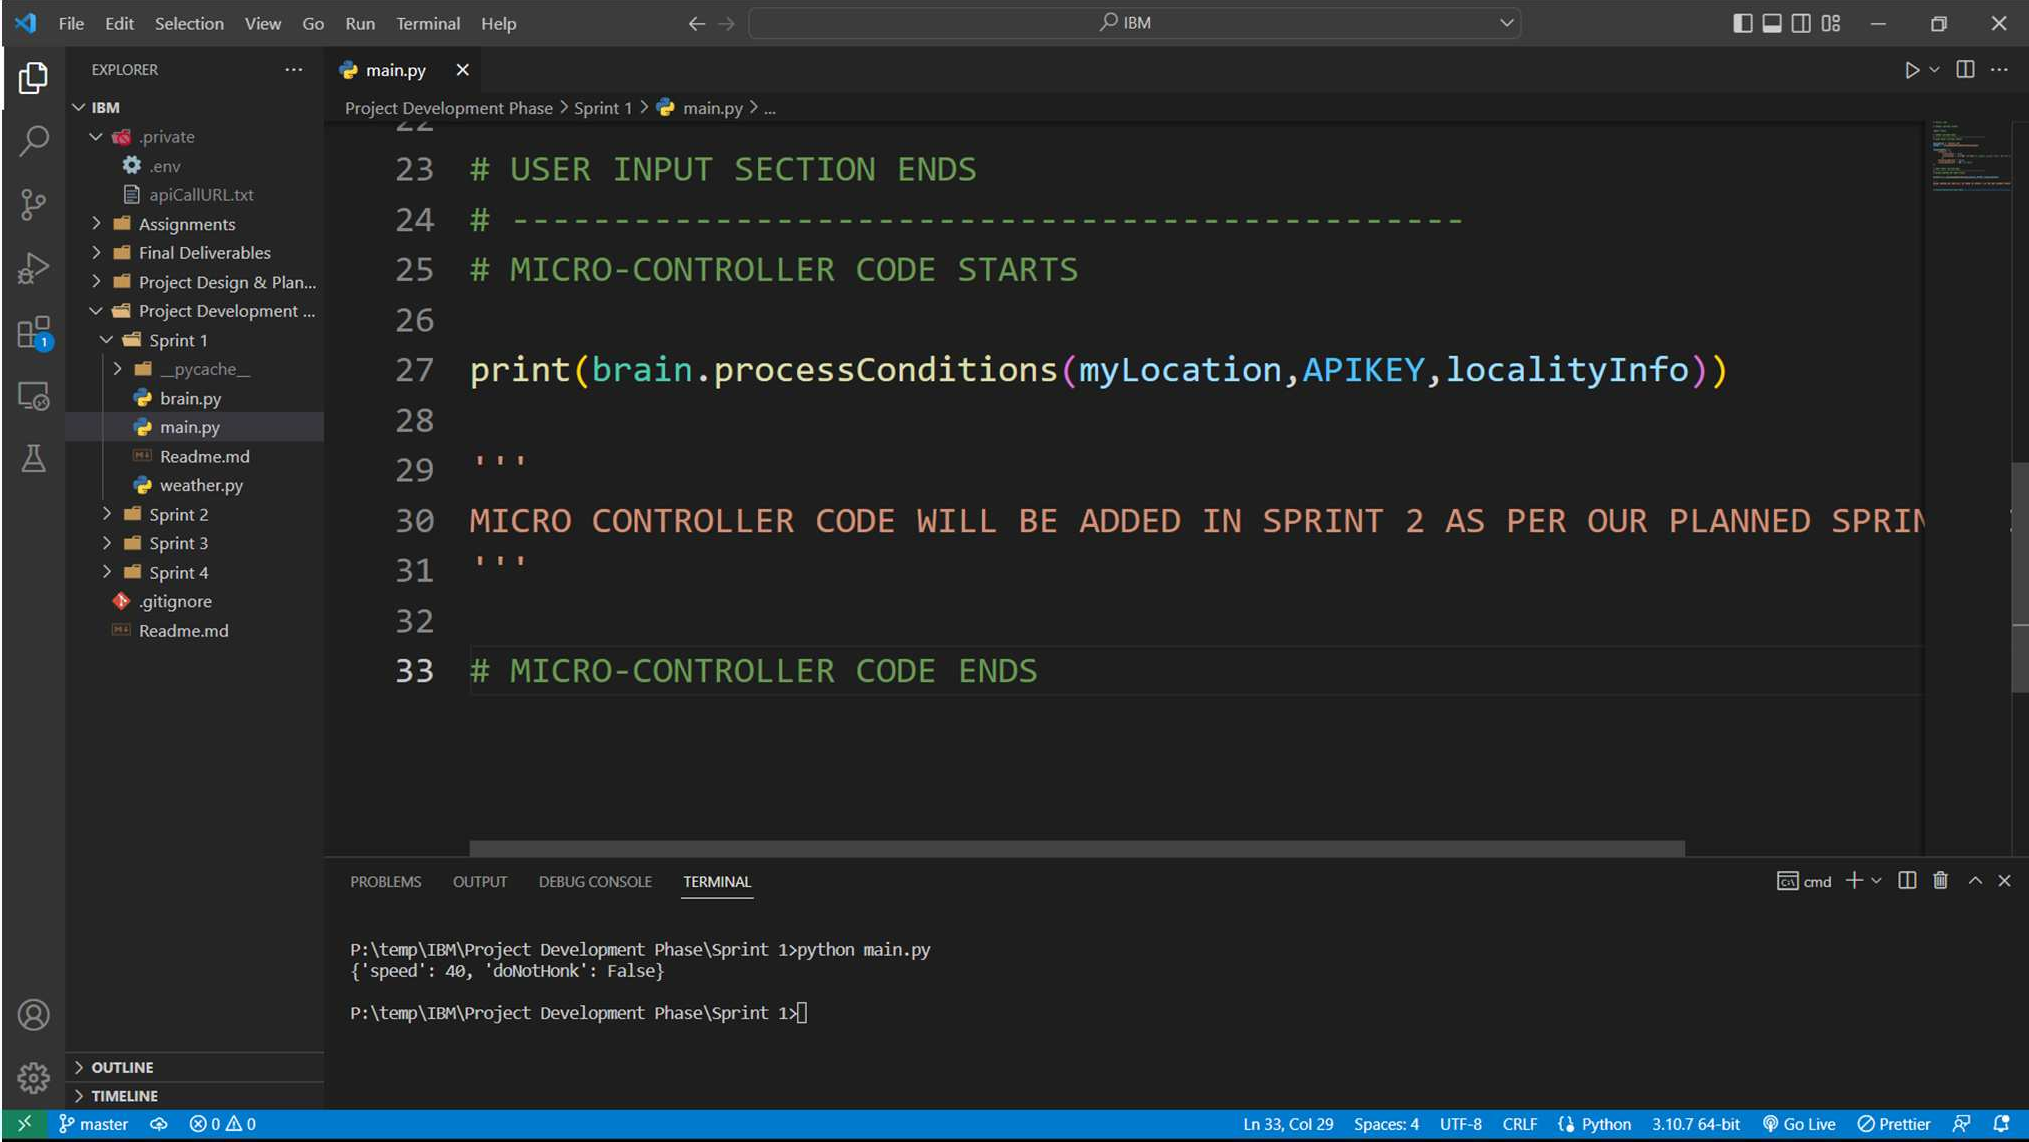 File Edit Selection View Go Run Terminal Help
IBM
EXPLORER
main.py
IBM
Project Development Phase > Sprint 1 > main.py > ...
.private
.env
apiCallURL.txt
Assignments
Final Deliverables
Project Design & Plan...
Project Development ...
Sprint 1
__pycache__
brain.py
main.py
Readme.md
weather.py
Sprint 2
Sprint 3
Sprint 4
.gitignore
Readme.md
OUTLINE
TIMELINE
1
22
23 # USER INPUT SECTION ENDS
24 # -----------------------------------------------
25 # MICRO-CONTROLLER CODE STARTS
26
27 print(brain.processConditions(myLocation,APIKEY,localityInfo))
28
29 '''
30 MICRO CONTROLLER CODE WILL BE ADDED IN SPRINT 2 AS PER OUR PLANNED SPRIN
31 '''
32
33 # MICRO-CONTROLLER CODE ENDS
PROBLEMS OUTPUT DEBUG CONSOLE TERMINAL
cmd
P:\temp\IBM\Project Development Phase\Sprint 1>python main.py
{'speed': 40, 'doNotHonk': False}
P:\temp\IBM\Project Development Phase\Sprint 1>
master 0 0 Ln 33, Col 29 Spaces: 4 UTF-8 CRLF Python 3.10.7 64-bit Go Live Prettier